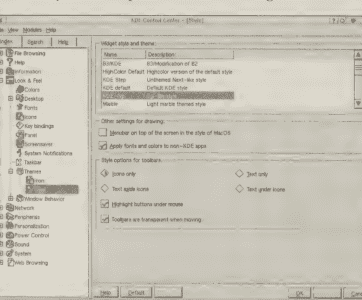 KDE Control Center - [Style]
File View Modules Help
Index Search Help
File Browsing
Help
Information
Look & Feel
Colors
Desktop
Fonts
Icons
Key Bindings
Panel
Screensaver
System Notifications
Taskbar
Themes
Window Behavior
Network
Peripherals
Personalization
Power Control
Sound
System
Web Browsing
Widget style and theme
Name Description
B3/KDE B3/Modification of B2
HighColor Default Highcolor version of the default style
KDE Step Unthemed Next-like style
KDE default Default KDE style
Marble Light marble themed style
Other settings for drawing
Menubar on top of the screen in the style of MacOS
Apply fonts and colors to non-KDE apps
Style options for toolbars
Icons only
Text only
Text aside icons
Text under icons
Highlight buttons under mouse
Toolbars are transparent when moving
Help Default OK